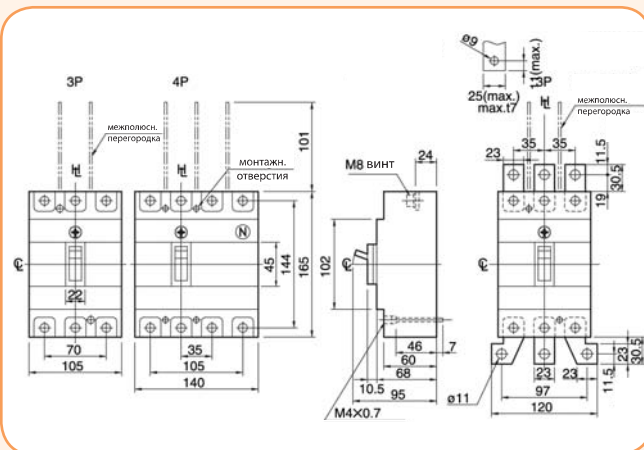 3P
4P
межполюсн.
перегородка
монтажн.
отверстия
101
144
165
45
22
70
105
35
105
140
N
M8 винт
24
102
46
7
60
68
10.5
95
M4×0.7
ø9
11(max.)
25(max.)
max.t7
3P
межполюсн.
перегородка
35
35
23
11.5
30.5
19
23
23
97
120
ø11
23
30.5
11.5